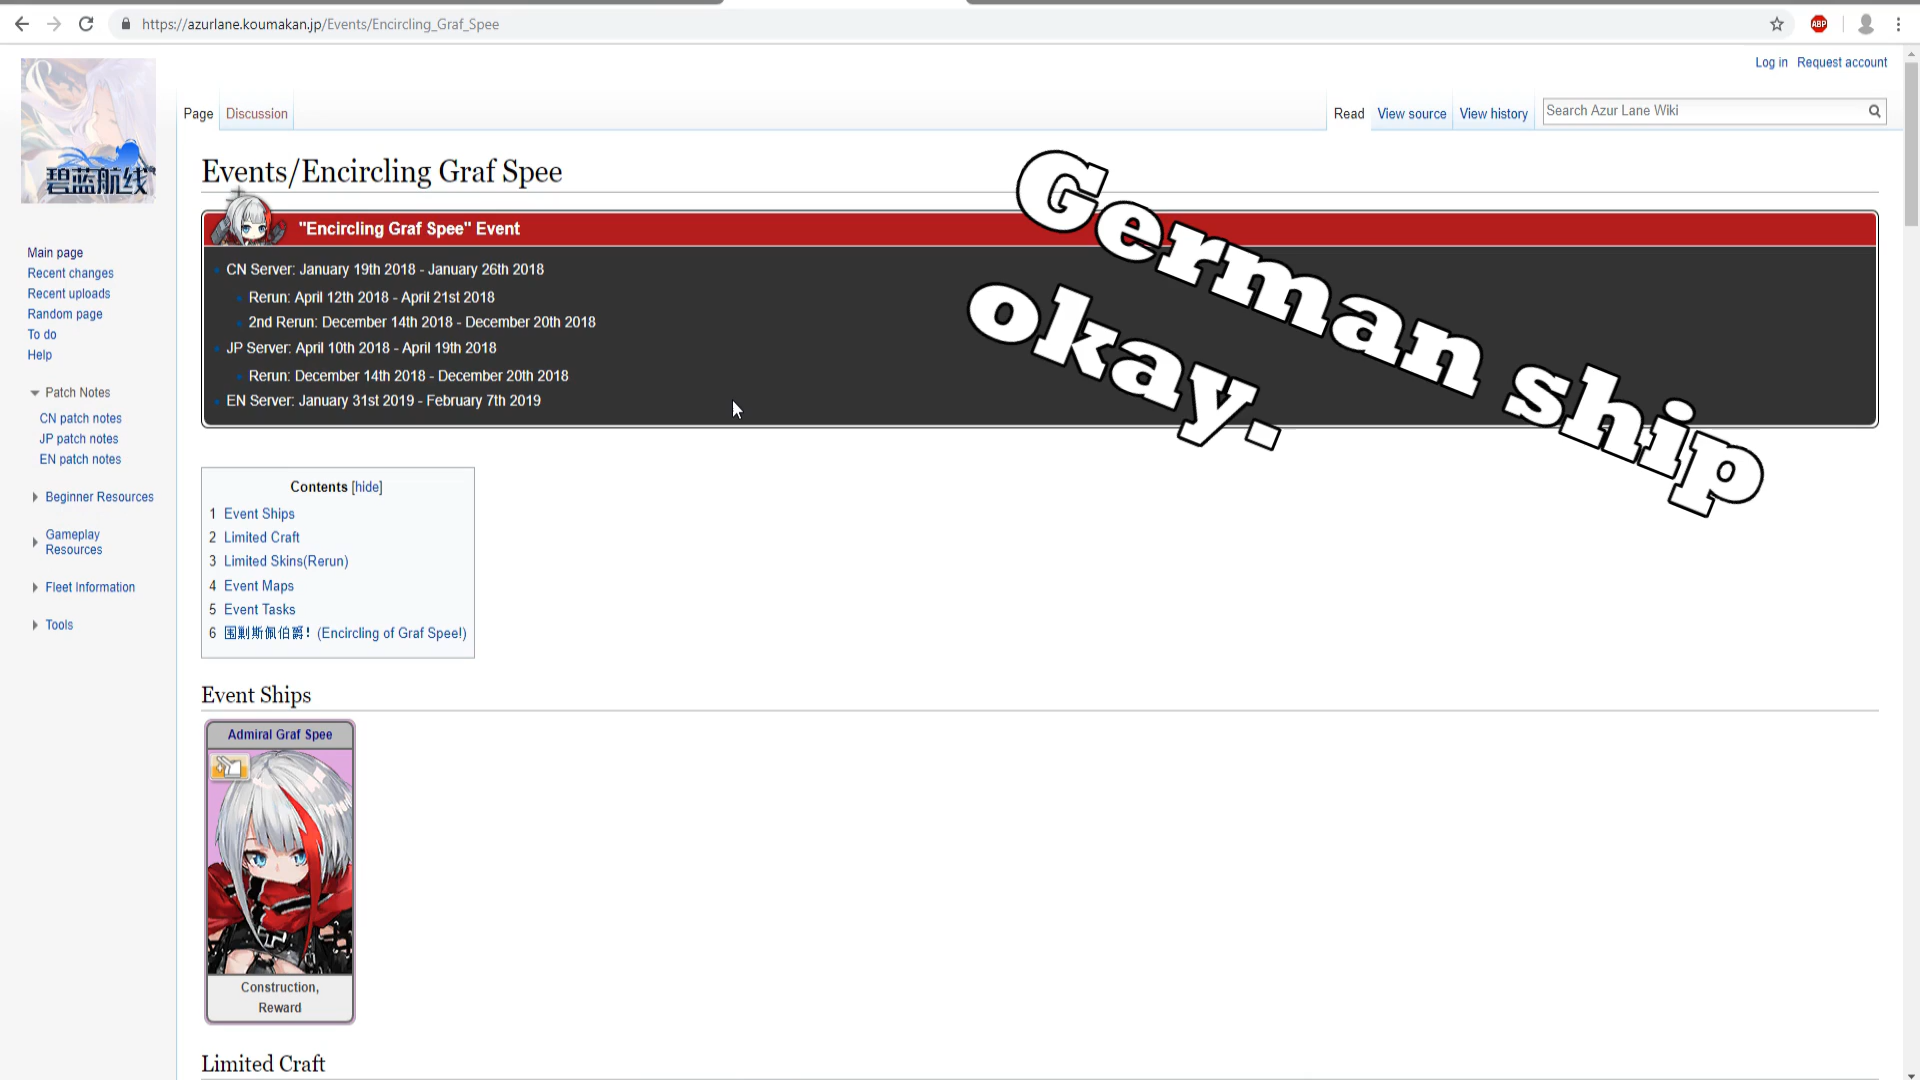 https://azurlane.koumakan.jp/Events/Encircling_Graf_Spee
ABP
Log in Request account
碧蓝航线
Page Discussion
Read View source View history
Search Azur Lane Wiki
Events/Encircling Graf Spee
"Encircling Graf Spee" Event
CN Server: January 19th 2018 - January 26th 2018
Rerun: April 12th 2018 - April 21st 2018
2nd Rerun: December 14th 2018 - December 20th 2018
JP Server: April 10th 2018 - April 19th 2018
Rerun: December 14th 2018 - December 20th 2018
EN Server: January 31st 2019 - February 7th 2019
German ship
okay.
Main page
Recent changes
Recent uploads
Random page
To do
Help
Patch Notes
CN patch notes
JP patch notes
EN patch notes
Beginner Resources
Gameplay
Resources
Fleet Information
Tools
Contents [hide]
1 Event Ships
2 Limited Craft
3 Limited Skins(Rerun)
4 Event Maps
5 Event Tasks
6 围剿斯佩伯爵! (Encircling of Graf Spee!)
Event Ships
Admiral Graf Spee
Construction,
Reward
Limited Craft